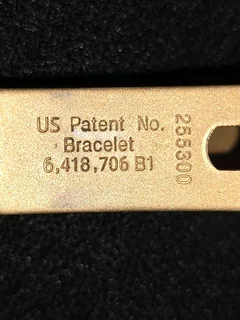 US Patent No.
Bracelet
6,418,706 B1
255300